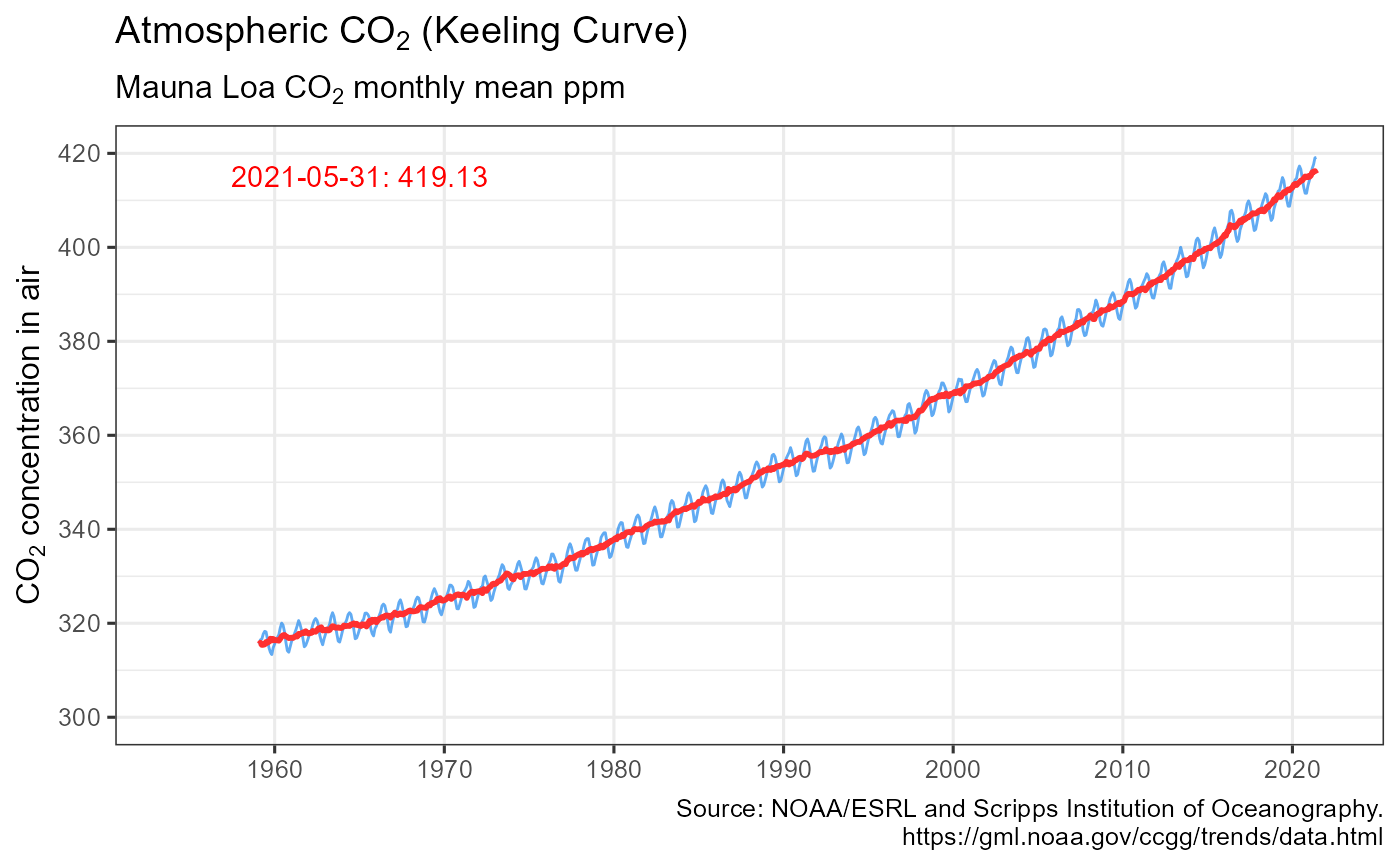 Atmospheric CO₂ (Keeling Curve)
Mauna Loa CO₂ monthly mean ppm
CO₂ concentration in air
420
400
380
360
340
320
300
2021-05-31: 419.13
1960 1970 1980 1990 2000 2010 2020
Source: NOAA/ESRL and Scripps Institution of Oceanography.
https://gml.noaa.gov/ccgg/trends/data.html